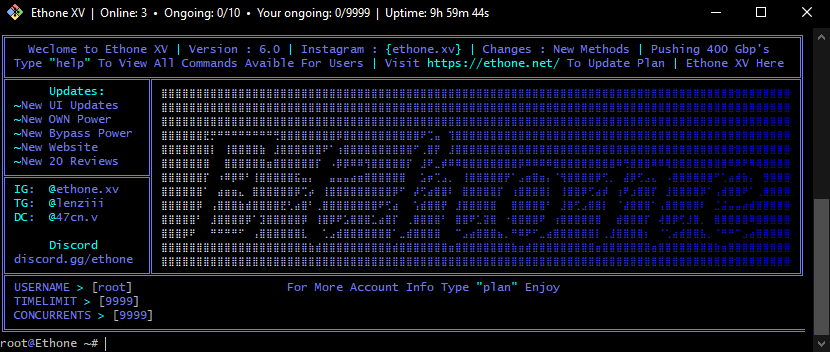 Ethone XV | Online: 3 • Ongoing: 0/10 • Your ongoing: 0/9999 | Uptime: 9h 59m 44s
Weclome to Ethone XV | Version : 6.0 | Instagram : {ethone.xv} | Changes : New Methods | Pushing 400 Gbp's
Type "help" To View All Commands Avaible For Users | Visit https://ethone.net/ To Update Plan | Ethone XV Here
Updates:
~New UI Updates
~New OWN Power
~New Bypass Power
~New Website
~New 20 Reviews
IG: @ethone.xv
TG: @lenziii
DC: @47cn.v
Discord
discord.gg/ethone
Ethone
USERNAME > [root]
For More Account Info Type "plan" Enjoy
TIMELIMIT > [9999]
CONCURRENTS > [9999]
root@Ethone ~#